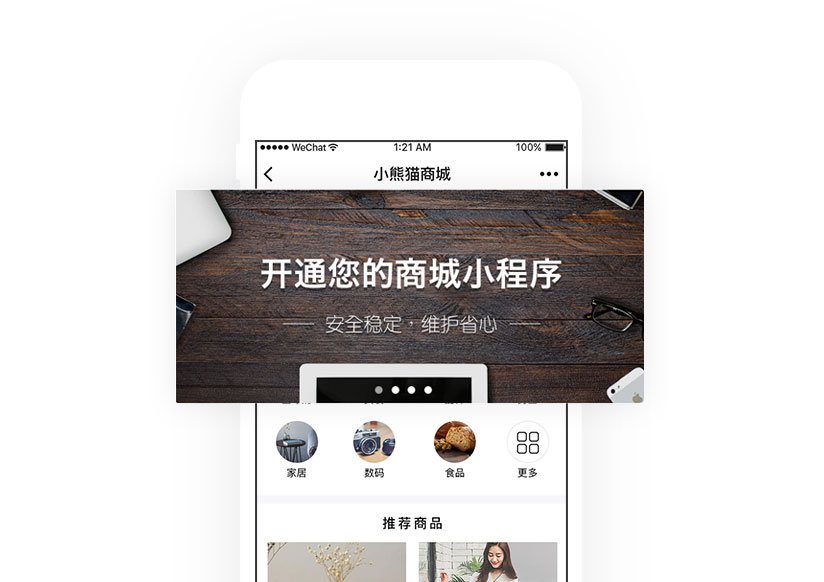 WeChat 1:21 AM 100%
小熊猫商城
开通您的商城小程序
安全稳定，维护省心
家居 数码 食品 更多
推荐商品